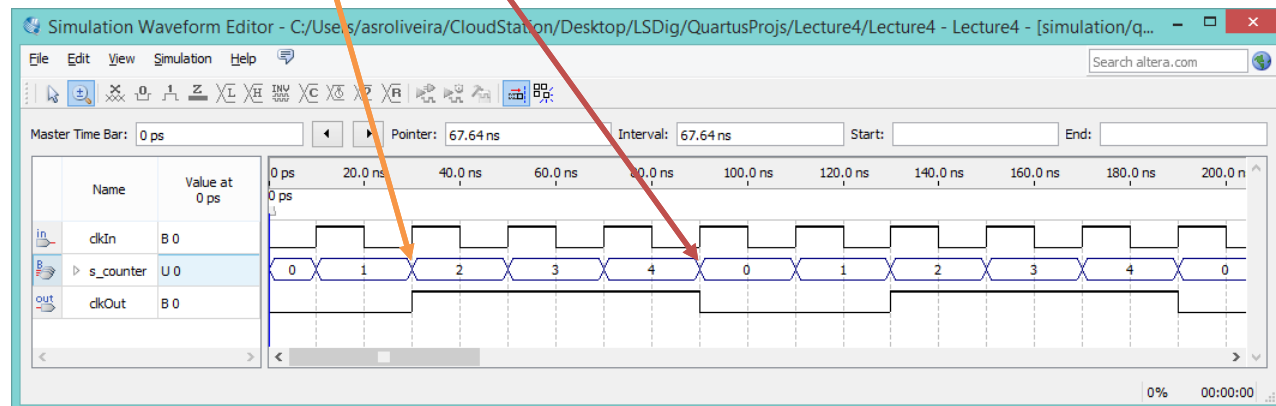 Simulation Waveform Editor - C:/Users/asroliveira/CloudStation/Desktop/LSDig/QuartusProjs/Lecture4/Lecture4 - Lecture4 - [simulation/q...
File Edit View Simulation Help
Search altera.com
Master Time Bar: 0 ps Pointer: 67.64 ns Interval: 67.64 ns Start: End:
Name Value at 0 ps
0 ps 20.0 ns 40.0 ns 60.0 ns 80.0 ns 100.0 ns 120.0 ns 140.0 ns 160.0 ns 180.0 ns 200.0 n
0 ps
in clkIn B 0
B s_counter U 0 0 1 2 3 4 0 1 2 3 4 0
out clkOut B 0
0% 00:00:00